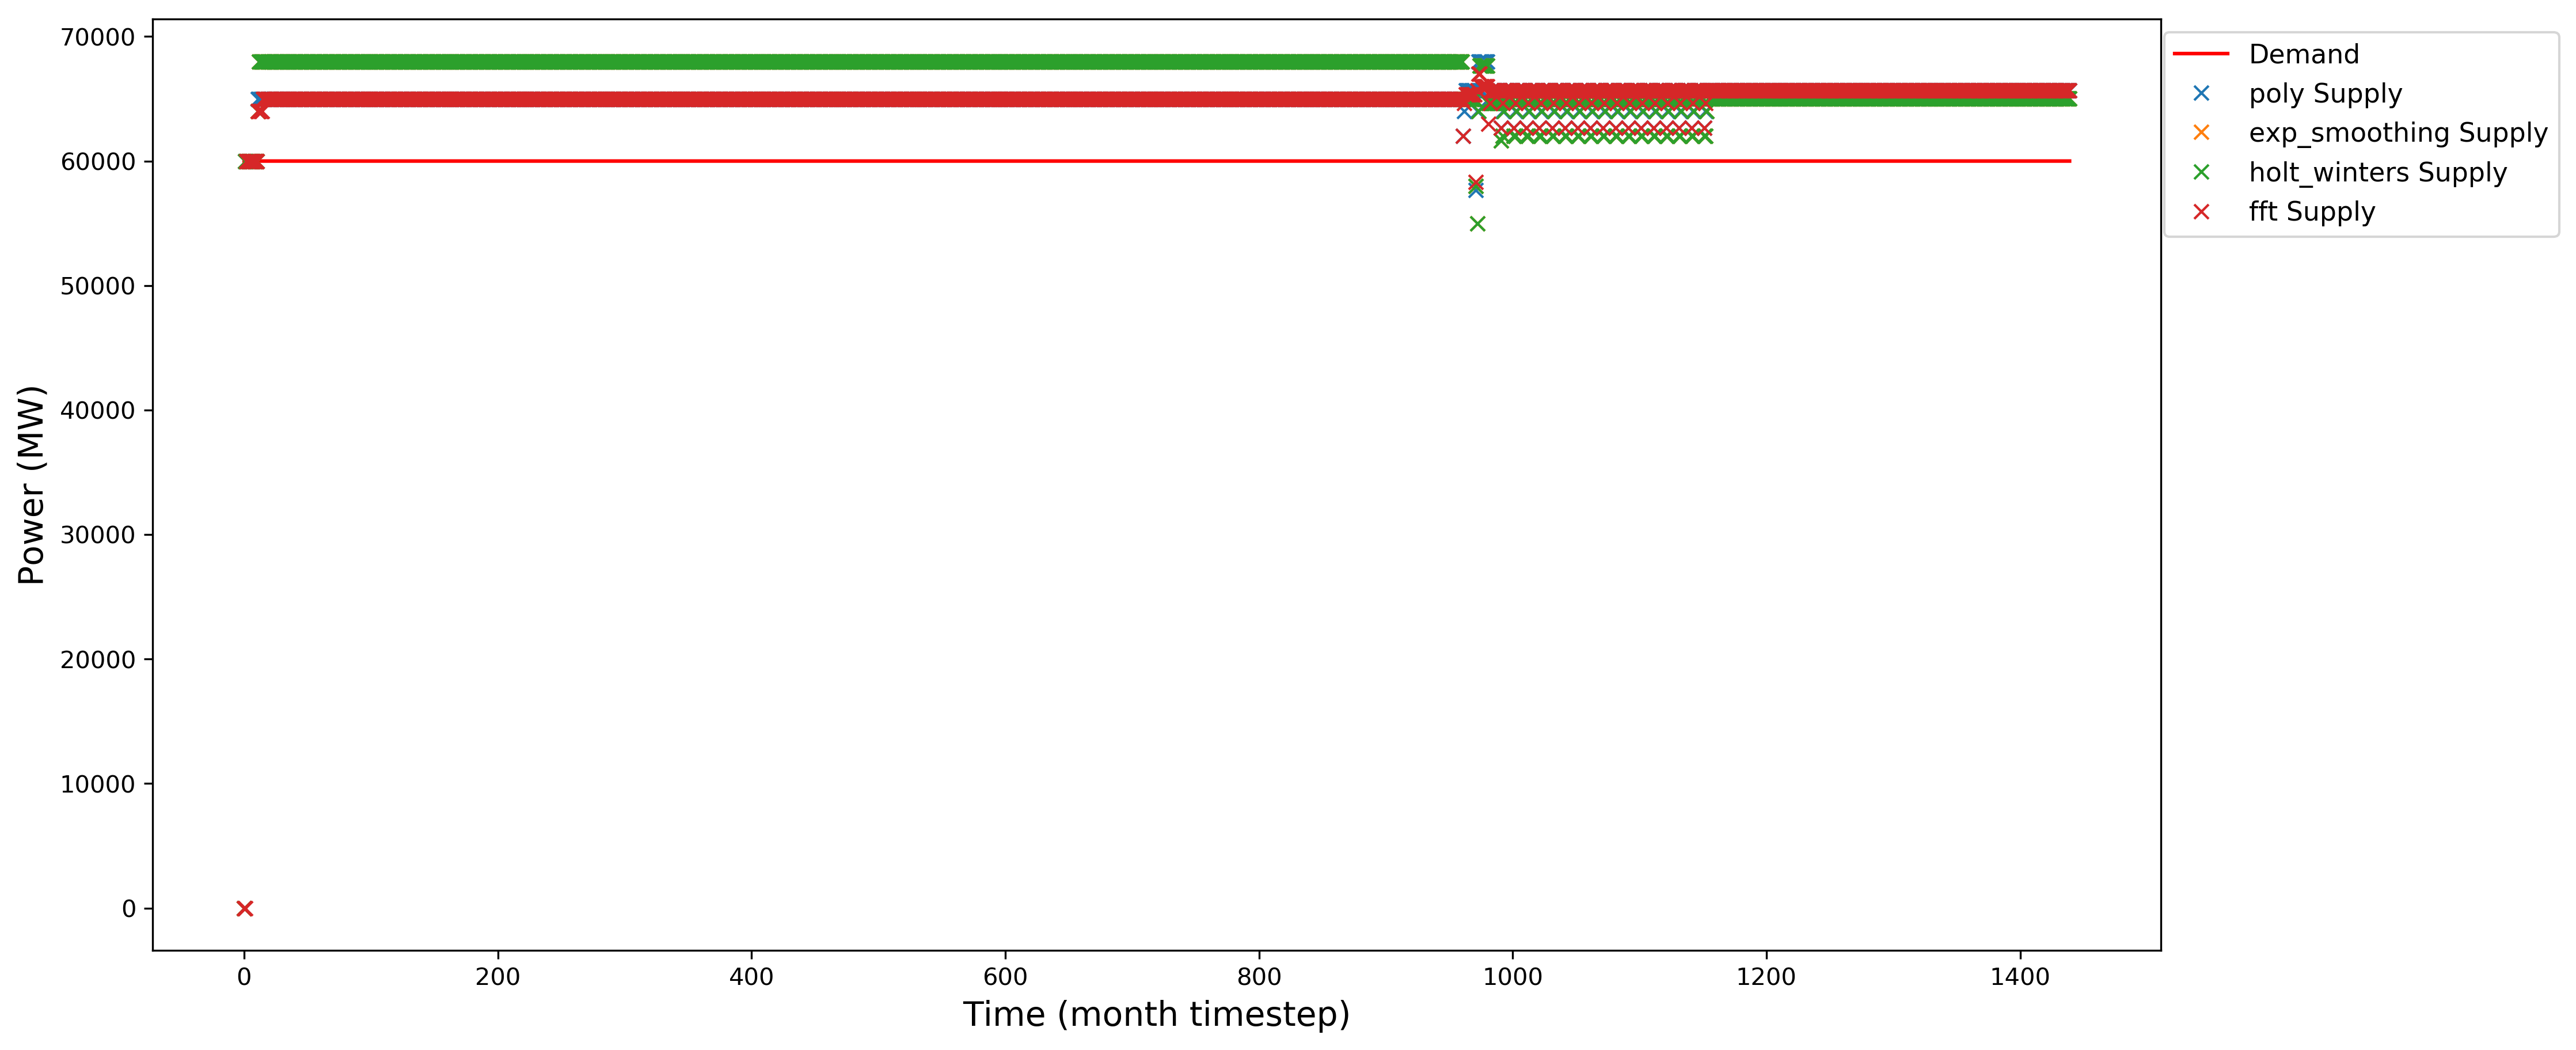 70000
60000
50000
40000
30000
20000
10000
0
Power (MW)
0 200 400 600 800 1000 1200 1400
Time (month timestep)
Demand
poly Supply
exp_smoothing Supply
holt_winters Supply
fft Supply